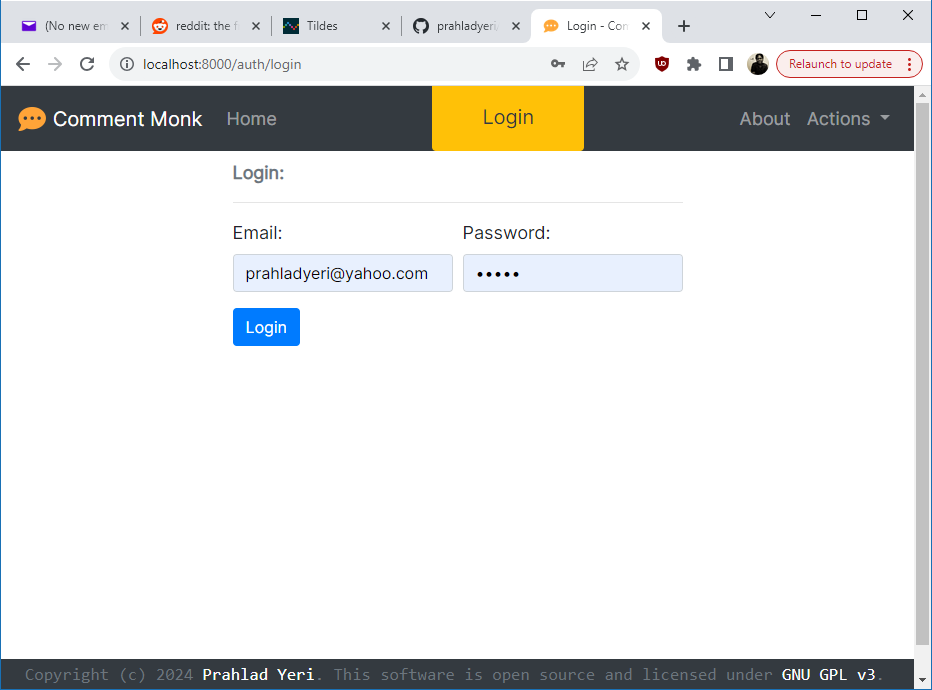 (No new em
reddit: the f
Tildes
prahladyeri/
Login - Com
localhost:8000/auth/login
Relaunch to update
Comment Monk Home Login About Actions
Login:
Email: Password:
prahladyeri@yahoo.com •••••
Login
Copyright (c) 2024 Prahlad Yeri. This software is open source and licensed under GNU GPL v3.